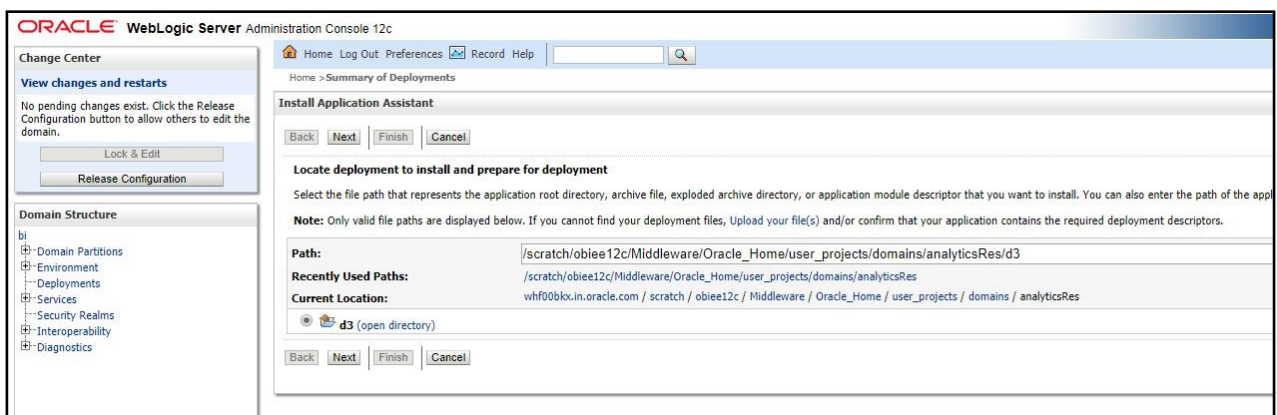 ORACLE WebLogic Server Administration Console 12c
Change Center
View changes and restarts
No pending changes exist. Click the Release
Configuration button to allow others to edit the
domain.
Lock & Edit
Release Configuration
Domain Structure
bi
Domain Partitions
Environment
Deployments
Services
Security Realms
Interoperability
Diagnostics
Home Log Out Preferences Record Help
Home >Summary of Deployments
Install Application Assistant
Back Next Finish Cancel
Locate deployment to install and prepare for deployment
Select the file path that represents the application root directory, archive file, exploded archive directory, or application module descriptor that you want to install. You can also enter the path of the appl
Note: Only valid file paths are displayed below. If you cannot find your deployment files, Upload your file(s) and/or confirm that your application contains the required deployment descriptors.
Path: /scratch/obiee12c/Middleware/Oracle_Home/user_projects/domains/analyticsRes/d3
Recently Used Paths: /scratch/obiee12c/Middleware/Oracle_Home/user_projects/domains/analyticsRes
Current Location: whf00bkx.in.oracle.com / scratch / obiee12c / Middleware / Oracle_Home / user_projects / domains / analyticsRes
d3 (open directory)
Back Next Finish Cancel